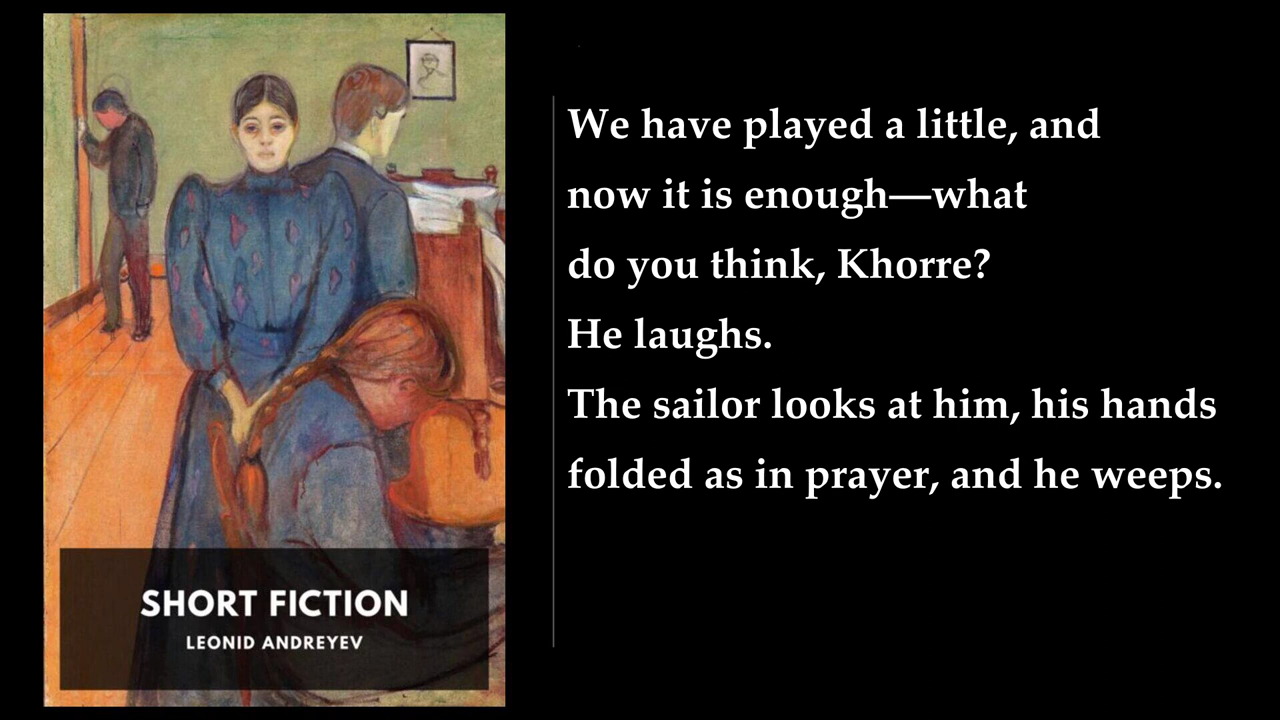 SHORT FICTION
LEONID ANDREYEV
We have played a little, and
now it is enough—what
do you think, Khorre?
He laughs.
The sailor looks at him, his hands
folded as in prayer, and he weeps.